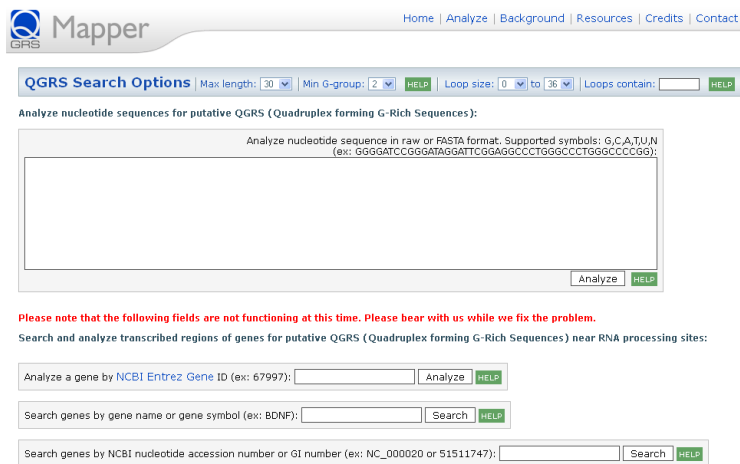 QGRS Mapper
Home | Analyze | Background | Resources | Credits | Contact
QGRS Search Options | Max length: 30 | Min G-group: 2 HELP | Loop size: 0 to 36 | Loops contain: HELP
Analyze nucleotide sequences for putative QGRS (Quadruplex forming G-Rich Sequences):
Analyze nucleotide sequence in raw or FASTA format. Supported symbols: G,C,A,T,U,N
(ex: GGGGATCCGGGATAGGATTCGGAGGCCCTGGGCCCTGGGCCCCGG):
Analyze HELP
Please note that the following fields are not functioning at this time. Please bear with us while we fix the problem.
Search and analyze transcribed regions of genes for putative QGRS (Quadruplex forming G-Rich Sequences) near RNA processing sites:
Analyze a gene by NCBI Entrez Gene ID (ex: 67997): Analyze HELP
Search genes by gene name or gene symbol (ex: BDNF): Search HELP
Search genes by NCBI nucleotide accession number or GI number (ex: NC_000020 or 51511747): Search HELP